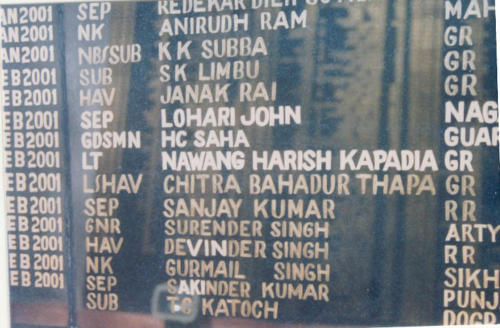 AN2001 SEP REDEKAR
AN2001 NK ANIRUDH RAM MAH
AN2001 NB/SUB K K SUBBA GR
EB2001 SUB S K LIMBU GR
EB2001 HAV JANAK RAI GR
EB2001 SEP LOHARI JOHN NAG
EB2001 GDSMN HC SAHA GUAR
EB2001 LT NAWANG HARISH KAPADIA GR
EB2001 L/HAV CHITRA BAHADUR THAPA GR
EB2001 SEP SANJAY KUMAR RR
EB2001 GNR SURENDER SINGH ARTY
EB2001 HAV DEVINDER SINGH RR
EB2001 NK GURMAIL SINGH SIKH
EB2001 SEP SAKINDER KUMAR PUNJ
SUB T C KATOCH DOGR